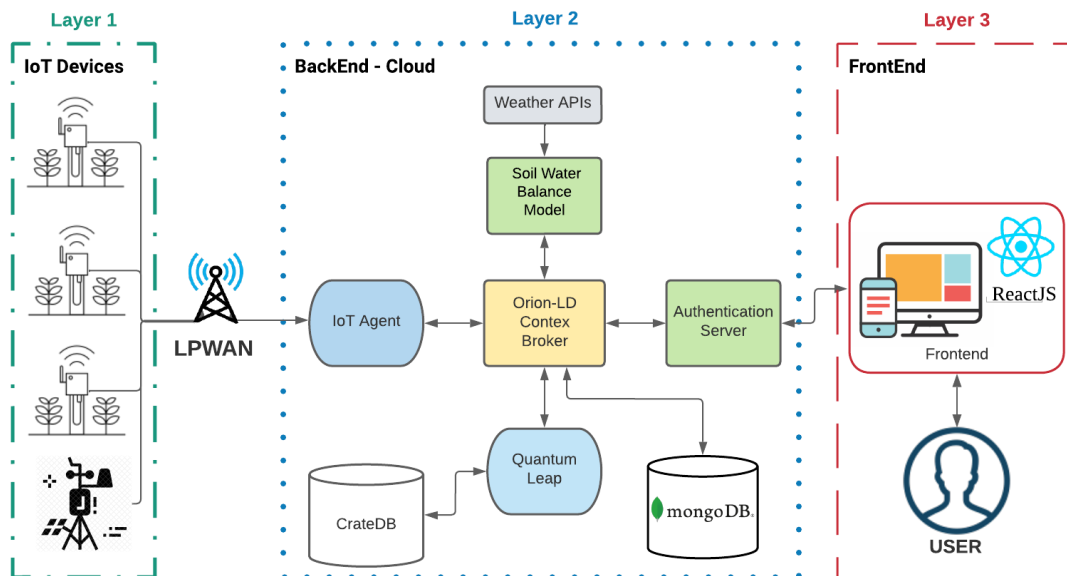 Layer 1
Layer 2
Layer 3
IoT Devices
BackEnd - Cloud
FrontEnd
Weather APIs
Soil Water
Balance
Model
LPWAN
IoT Agent
Orion-LD
Contex
Broker
Authentication
Server
ReactJS
Frontend
Quantum
Leap
CrateDB
mongoDB
USER